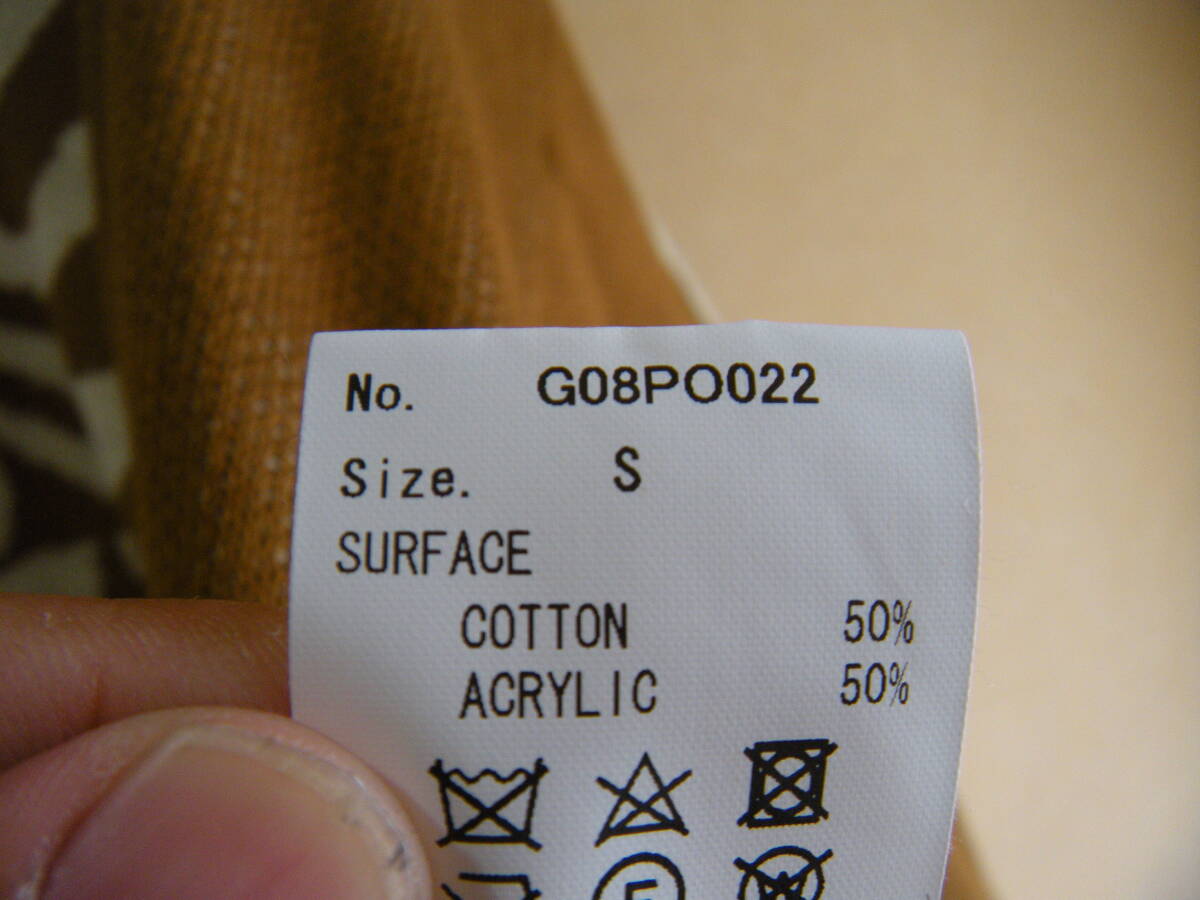 No. G08PO022
Size. S
SURFACE
COTTON 50%
ACRYLIC 50%